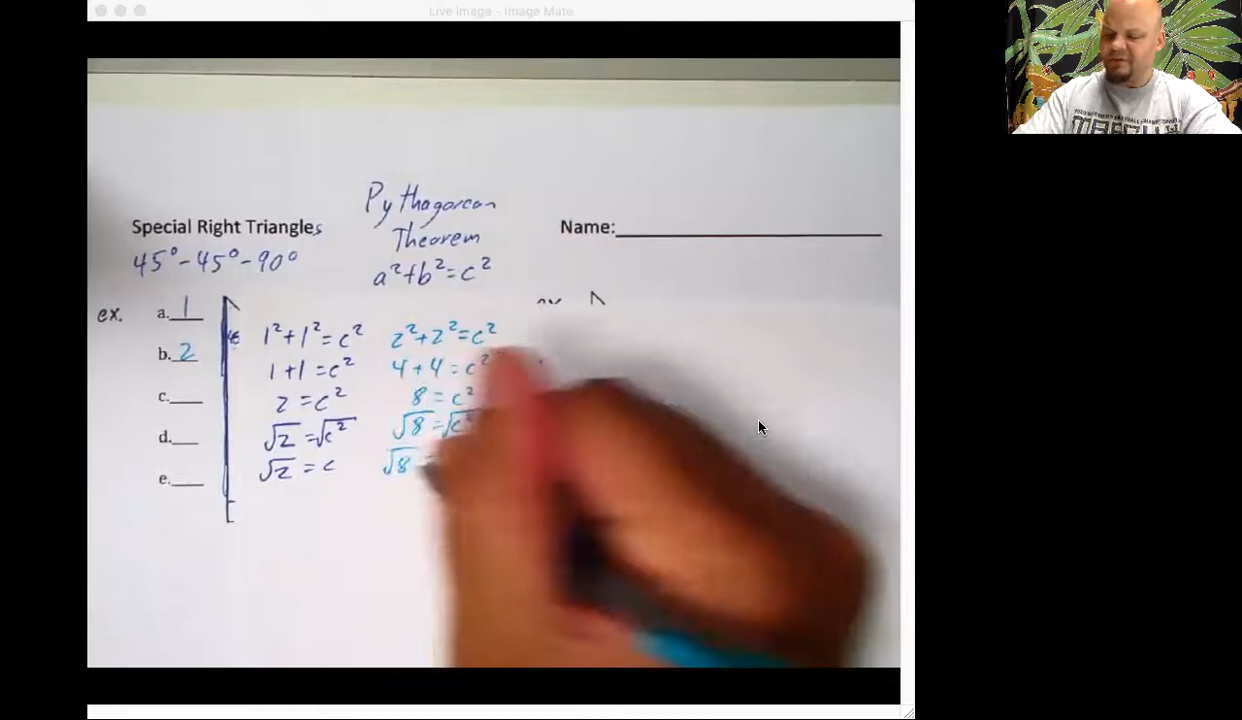 Live image - Image Mate
Pythagorean
Theorem
a²+b²=c²
Special Right Triangles
45°-45°-90°
Name:
ex.
a. 1
b. 2
c.
d.
e.
1²+1²=c²
1+1=c²
2=c²
√2=√c²
√2=c
2²+2²=c²
4+4=c²
8=c²
√8=√c²
√8